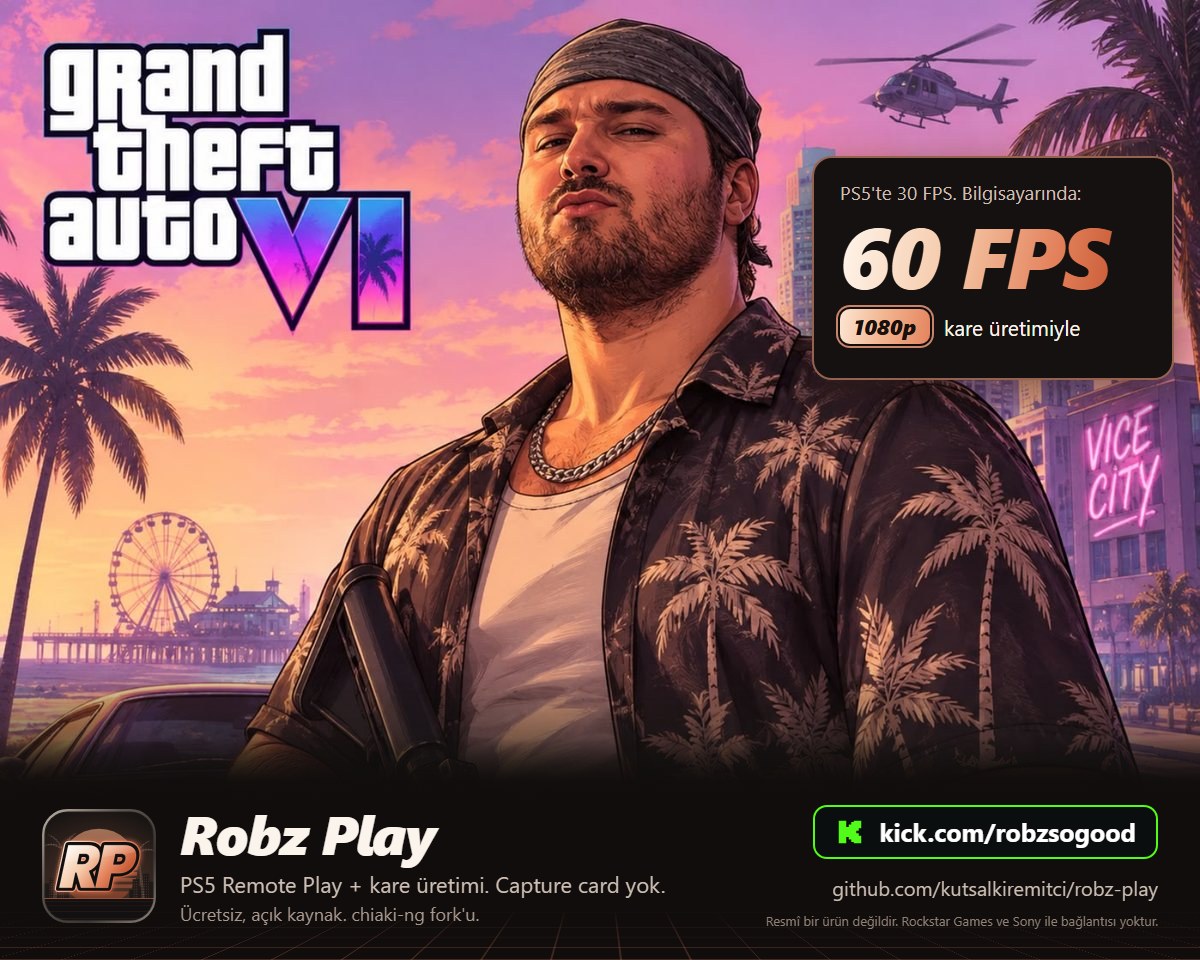 grand
theft
auto VI
PS5'te 30 FPS. Bilgisayarında:
60 FPS
1080p kare üretimiyle
VICE
CITY
RP
Robz Play
PS5 Remote Play + kare üretimi. Capture card yok.
Ücretsiz, açık kaynak. chiaki-ng fork'u.
K kick.com/robzsogood
github.com/kutsalkiremitci/robz-play
Resmî bir ürün değildir. Rockstar Games ve Sony ile bağlantısı yoktur.